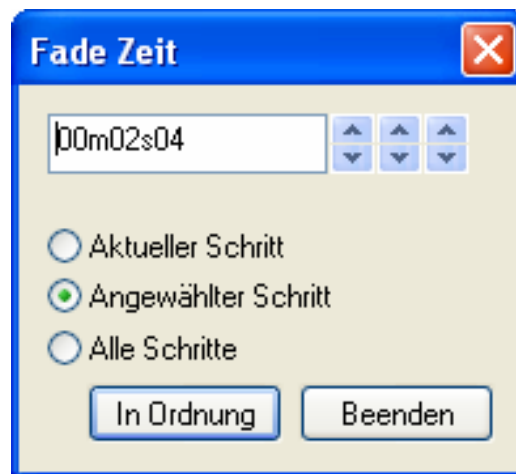 Fade Zeit
00m02s04
Aktueller Schritt
Angewählter Schritt
Alle Schritte
In Ordnung Beenden